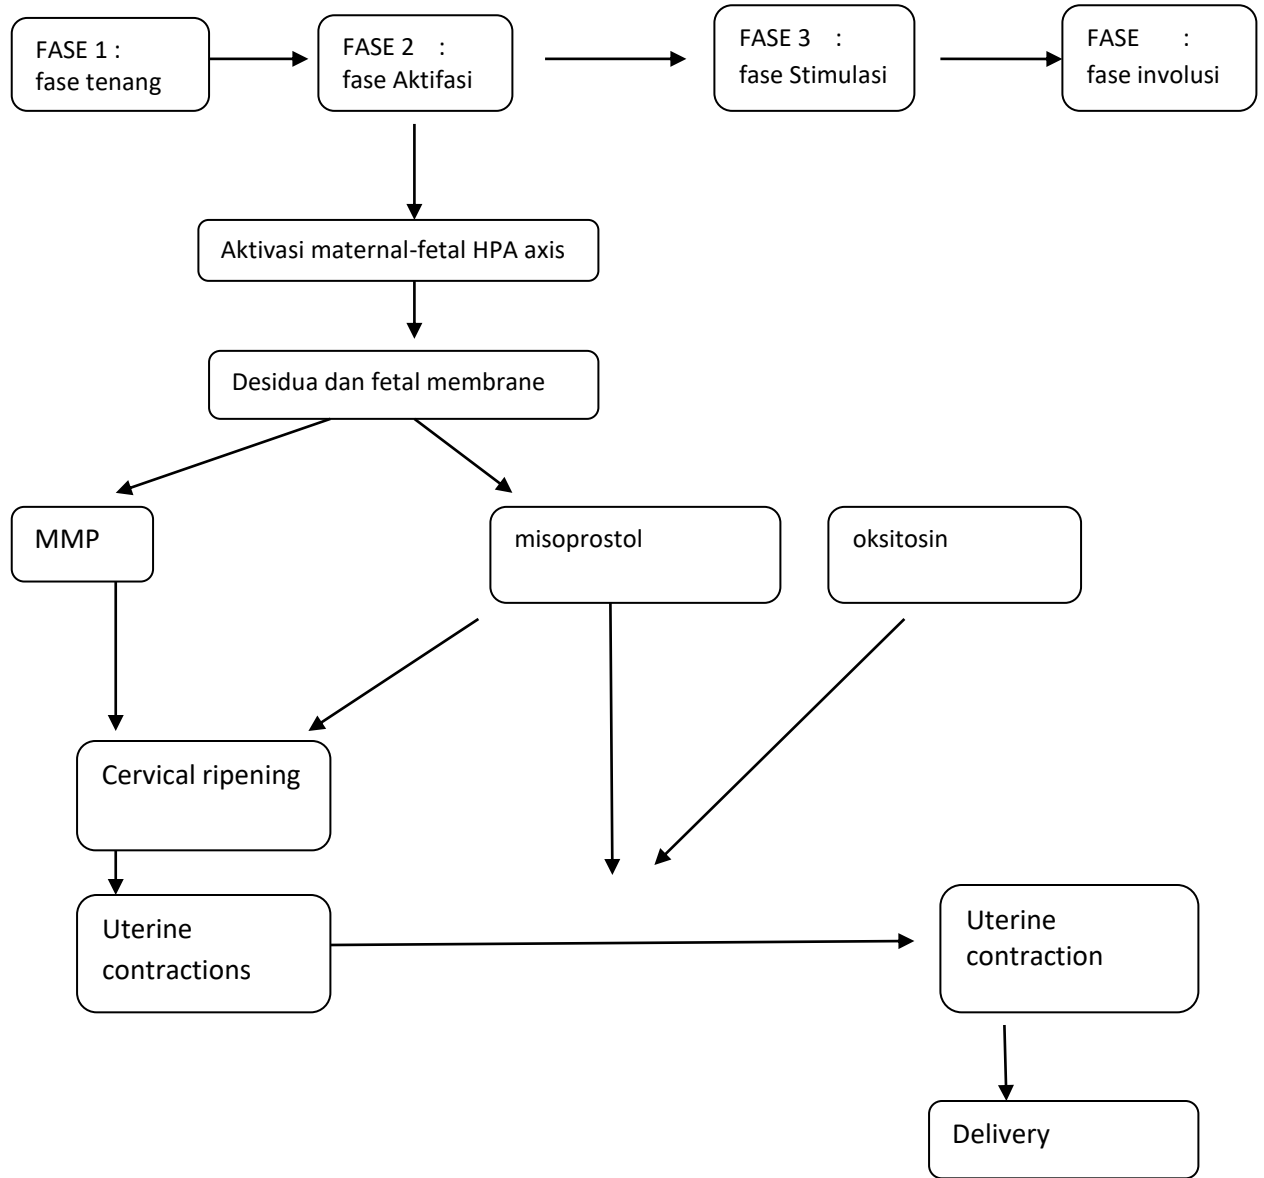 FASE 1 :
fase tenang
FASE 2 :
fase Aktifasi
FASE 3 :
fase Stimulasi
FASE :
fase involusi
Aktivasi maternal-fetal HPA axis
Desidua dan fetal membrane
MMP
misoprostol
oksitosin
Cervical ripening
Uterine
contractions
Uterine
contraction
Delivery